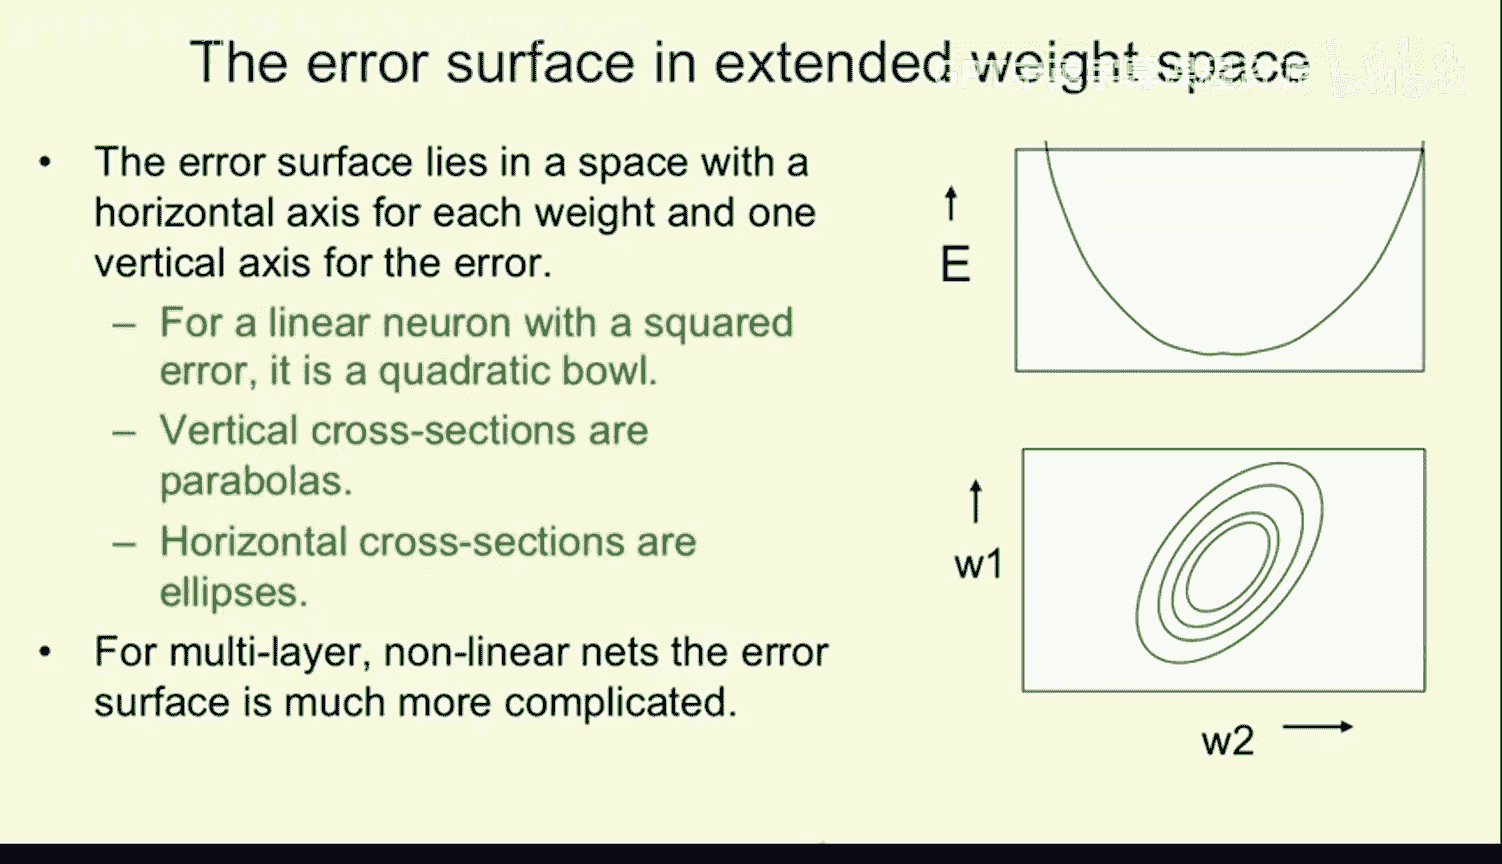 The error surface in extended weight space
• The error surface lies in a space with a
horizontal axis for each weight and one
vertical axis for the error.
– For a linear neuron with a squared
error, it is a quadratic bowl.
– Vertical cross-sections are
parabolas.
– Horizontal cross-sections are
ellipses.
• For multi-layer, non-linear nets the error
surface is much more complicated.
E
w1
w2